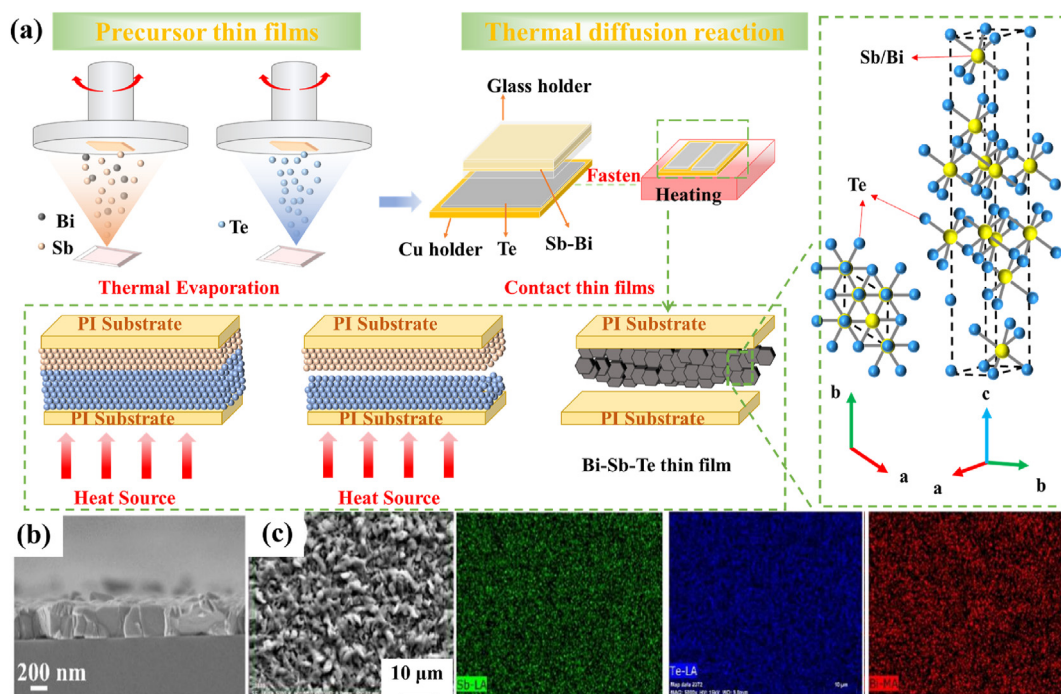 (a)
Precursor thin films
Thermal diffusion reaction
Sb/Bi
Glass holder
Fasten
Heating
Bi
Sb
Te
Cu holder
Te
Sb-Bi
Te
Thermal Evaporation
Contact thin films
PI Substrate
PI Substrate
PI Substrate
PI Substrate
PI Substrate
PI Substrate
Bi-Sb-Te thin film
Heat Source
Heat Source
b
a
c
a
b
(b)
200 nm
(c)
10 μm
Sb-LA
Te-LA
10 μm
Bi-MA